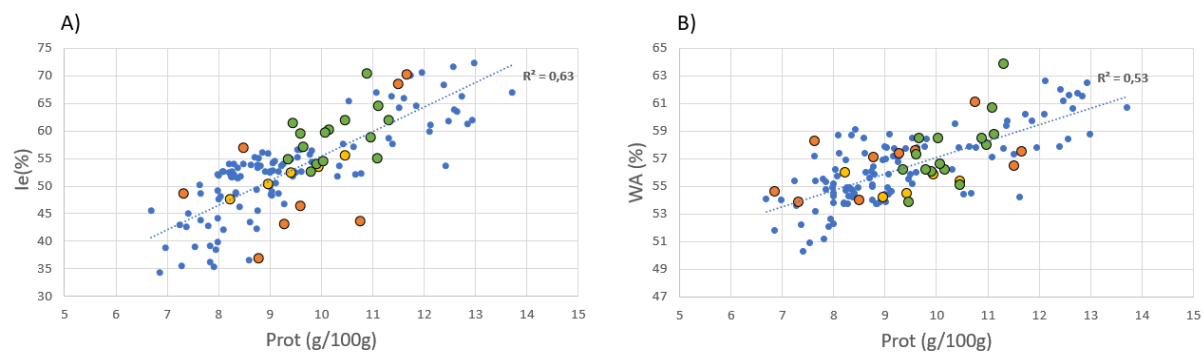 A)
75
70
65
60
55
50
45
40
35
30
Ie(%)
R² = 0,63
5 6 7 8 9 10 11 12 13 14 15
Prot (g/100g)
B)
65
63
61
59
57
55
53
51
49
47
WA (%)
R² = 0,53
5 6 7 8 9 10 11 12 13 14 15
Prot (g/100g)